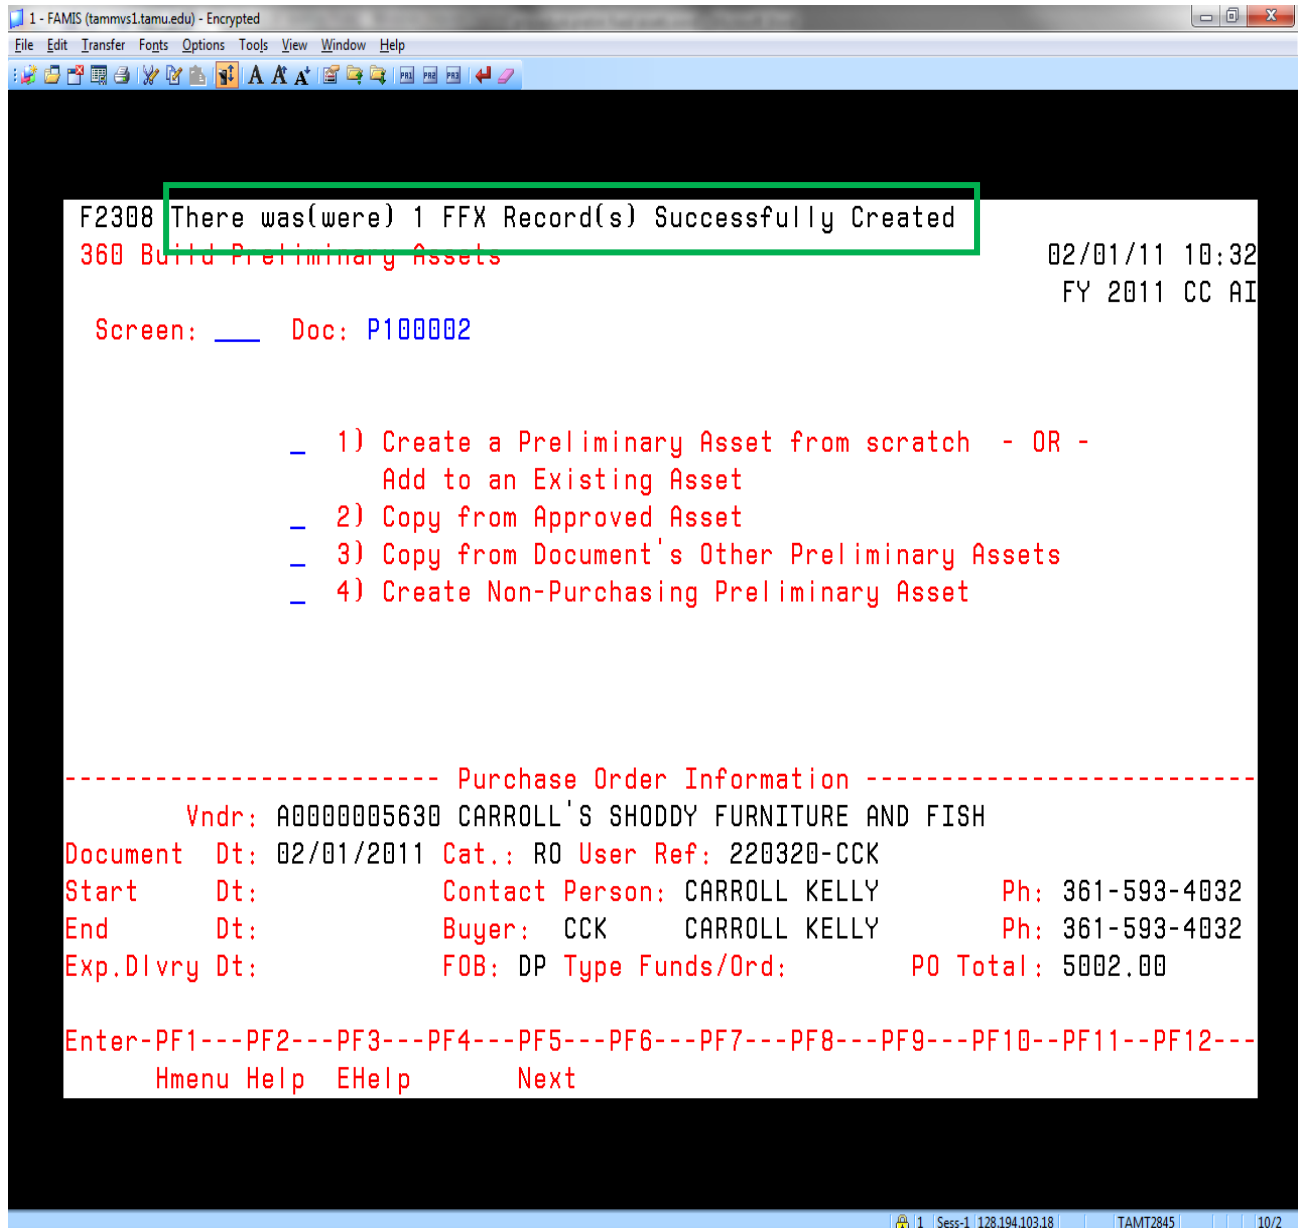 1 - FAMIS (tammvs1.tamu.edu) - Encrypted
File Edit Transfer Fonts Options Tools View Window Help
PR1 PR2 PR3
F2308 There was(were) 1 FFX Record(s) Successfully Created
360 Build Preliminary Assets 02/01/11 10:32
FY 2011 CC AI
Screen: ___ Doc: P100002
_ 1) Create a Preliminary Asset from scratch - OR -
Add to an Existing Asset
_ 2) Copy from Approved Asset
_ 3) Copy from Document's Other Preliminary Assets
_ 4) Create Non-Purchasing Preliminary Asset
------------------------- Purchase Order Information --------------------------
Vndr: A0000005630 CARROLL'S SHODDY FURNITURE AND FISH
Document Dt: 02/01/2011 Cat.: RO User Ref: 220320-CCK
Start Dt: Contact Person: CARROLL KELLY Ph: 361-593-4032
End Dt: Buyer: CCK CARROLL KELLY Ph: 361-593-4032
Exp.Dlvry Dt: FOB: DP Type Funds/Ord: PO Total: 5002.00
Enter-PF1---PF2---PF3---PF4---PF5---PF6---PF7---PF8---PF9---PF10--PF11--PF12---
Hmenu Help EHelp Next
1 Sess-1 128.194.103.18 TAMT2845 10/2